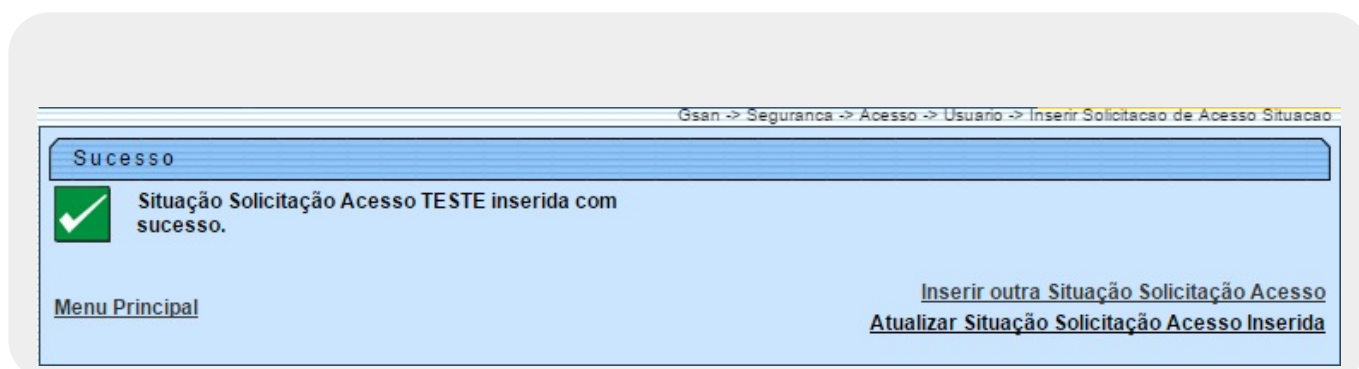 Gsan -> Seguranca -> Acesso -> Usuario -> Inserir Solicitacao de Acesso Situacao
Sucesso
Situação Solicitação Acesso TESTE inserida com
sucesso.
Inserir outra Situação Solicitação Acesso
Menu Principal
Atualizar Situação Solicitação Acesso Inserida